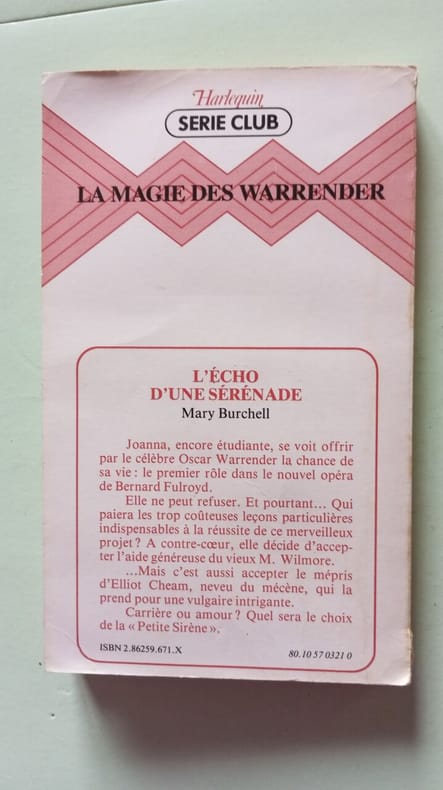 Harlequin
SERIE CLUB
LA MAGIE DES WARRENDER
L'ÉCHO
D'UNE SÉRÉNADE
Mary Burchell
Joanna, encore étudiante, se voit offrir
par le célèbre Oscar Warrender la chance de
sa vie : le premier rôle dans le nouvel opéra
de Bernard Fulroyd.
Elle ne peut refuser. Et pourtant... Qui
paiera les trop coûteuses leçons particulières
indispensables à la réussite de ce merveilleux
projet ? A contre-cœur, elle décide d'accep-
ter l'aide généreuse du vieux M. Wilmore.
...Mais c'est aussi accepter le mépris
d'Elliot Cheam, neveu du mécène, qui la
prend pour une vulgaire intrigante.
Carrière ou amour ? Quel sera le choix
de la « Petite Sirène ».
ISBN 2.86259.671.X
80.10 57 0321 0